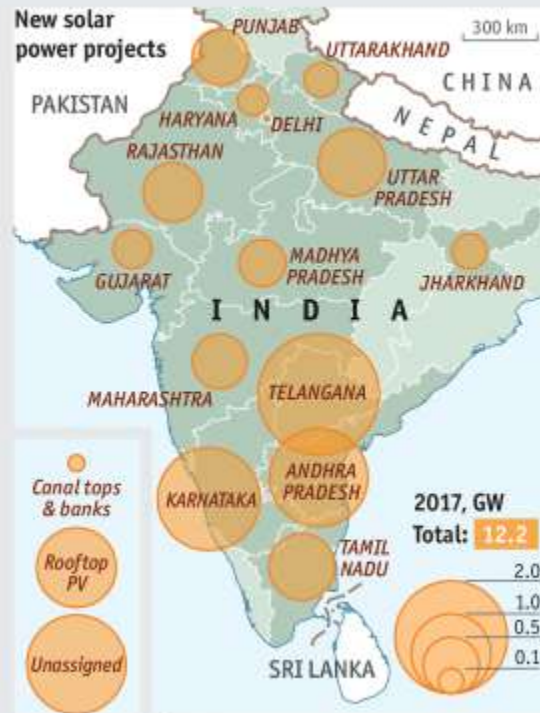 New solar
power projects
300 km
PUNJAB
UTTARAKHAND
CHINA
PAKISTAN
NEPAL
HARYANA
DELHI
RAJASTHAN
UTTAR
PRADESH
GUJARAT
MADHYA
PRADESH
JHARKHAND
INDIA
MAHARASHTRA
TELANGANA
KARNATAKA
ANDHRA
PRADESH
TAMIL
NADU
SRI LANKA
Canal tops
& banks
Rooftop
PV
Unassigned
2017, GW
Total: 12.2
2.0
1.0
0.5
0.1